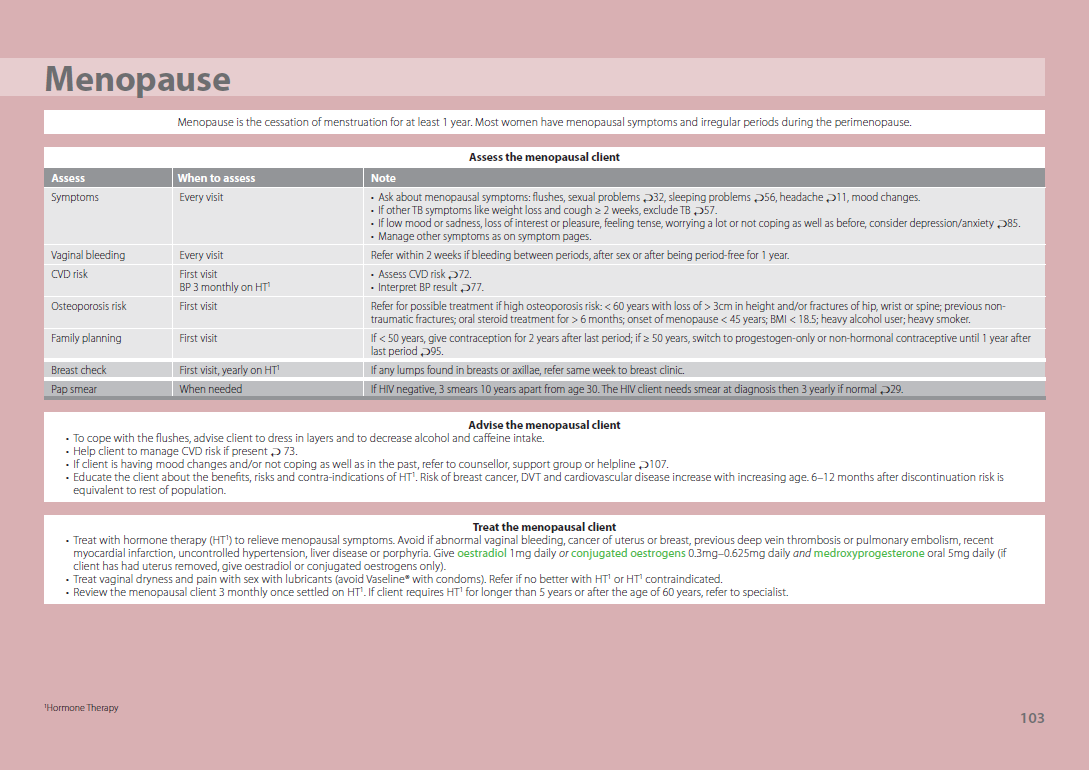 Menopause
Menopause is the cessation of menstruation for at least 1 year. Most women have menopausal symptoms and irregular periods during the perimenopause.
Assess the menopausal client
Assess When to assess Note
Symptoms Every visit • Ask about menopausal symptoms: flushes, sexual problems ⮌32, sleeping problems ⮌56, headache ⮌11, mood changes.
• If other TB symptoms like weight loss and cough ≥ 2 weeks, exclude TB ⮌57.
• If low mood or sadness, loss of interest or pleasure, feeling tense, worrying a lot or not coping as well as before, consider depression/anxiety ⮌85.
• Manage other symptoms as on symptom pages.
Vaginal bleeding Every visit Refer within 2 weeks if bleeding between periods, after sex or after being period-free for 1 year.
CVD risk First visit • Assess CVD risk ⮌72.
BP 3 monthly on HT¹ • Interpret BP result ⮌77.
Osteoporosis risk First visit Refer for possible treatment if high osteoporosis risk: < 60 years with loss of > 3cm in height and/or fractures of hip, wrist or spine; previous non-
traumatic fractures; oral steroid treatment for > 6 months; onset of menopause < 45 years; BMI < 18.5; heavy alcohol user; heavy smoker.
Family planning First visit If < 50 years, give contraception for 2 years after last period; if ≥ 50 years, switch to progestogen-only or non-hormonal contraceptive until 1 year after
last period ⮌95.
Breast check First visit, yearly on HT¹ If any lumps found in breasts or axillae, refer same week to breast clinic.
Pap smear When needed If HIV negative, 3 smears 10 years apart from age 30. The HIV client needs smear at diagnosis then 3 yearly if normal ⮌29.
Advise the menopausal client
• To cope with the flushes, advise client to dress in layers and to decrease alcohol and caffeine intake.
• Help client to manage CVD risk if present ⮌ 73.
• If client is having mood changes and/or not coping as well as in the past, refer to counsellor, support group or helpline ⮌107.
• Educate the client about the benefits, risks and contra-indications of HT¹. Risk of breast cancer, DVT and cardiovascular disease increase with increasing age. 6–12 months after discontinuation risk is
equivalent to rest of population.
Treat the menopausal client
• Treat with hormone therapy (HT¹) to relieve menopausal symptoms. Avoid if abnormal vaginal bleeding, cancer of uterus or breast, previous deep vein thrombosis or pulmonary embolism, recent
myocardial infarction, uncontrolled hypertension, liver disease or porphyria. Give oestradiol 1mg daily or conjugated oestrogens 0.3mg–0.625mg daily and medroxyprogesterone oral 5mg daily (if
client has had uterus removed, give oestradiol or conjugated oestrogens only).
• Treat vaginal dryness and pain with sex with lubricants (avoid Vaseline® with condoms). Refer if no better with HT¹ or HT¹ contraindicated.
• Review the menopausal client 3 monthly once settled on HT¹. If client requires HT¹ for longer than 5 years or after the age of 60 years, refer to specialist.
¹Hormone Therapy
103